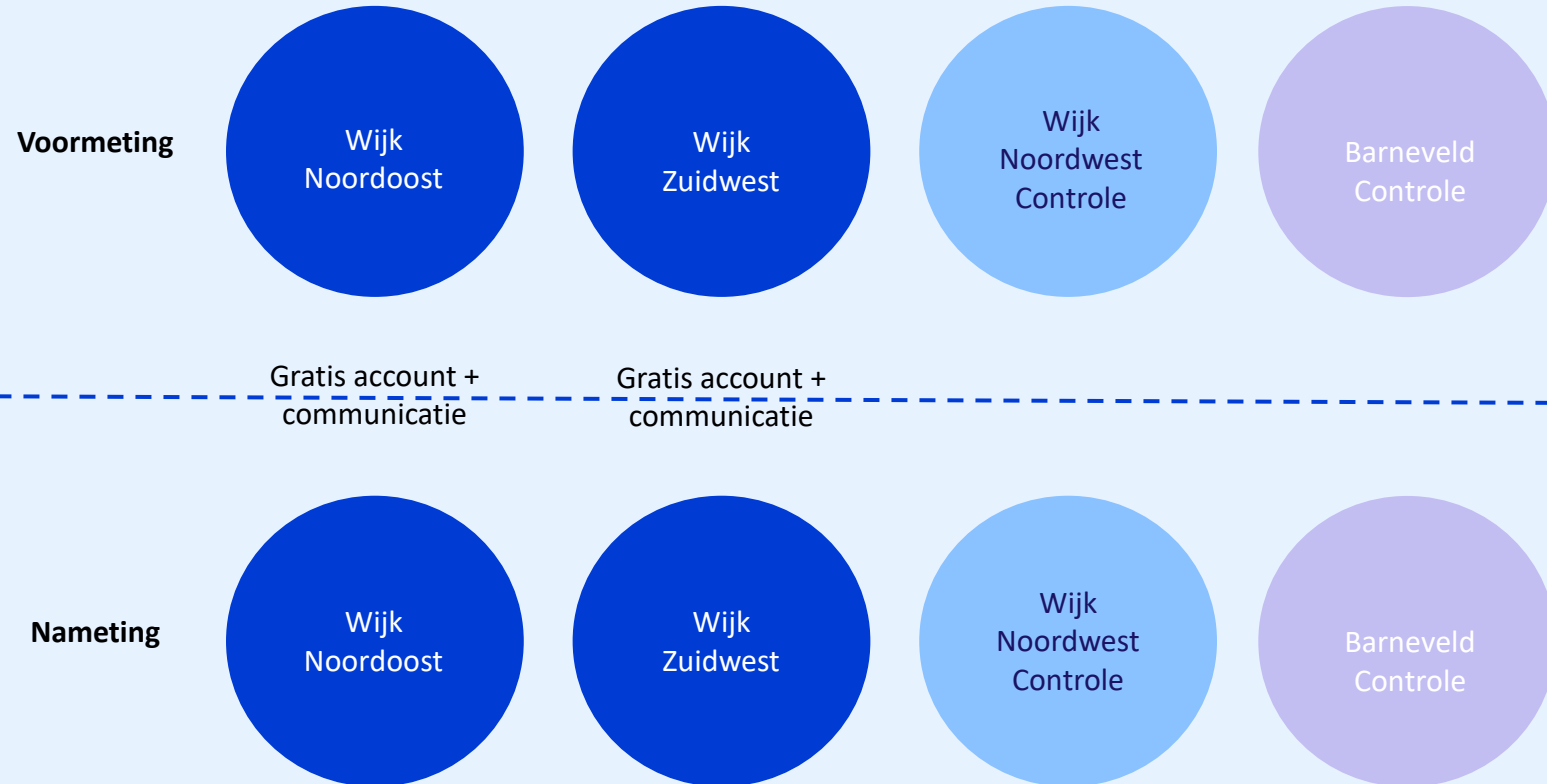 Voormeting
Wijk
Noordoost
Wijk
Zuidwest
Wijk
Noordwest
Controle
Barneveld
Controle
Gratis account +
communicatie
Gratis account +
communicatie
Nameting
Wijk
Noordoost
Wijk
Zuidwest
Wijk
Noordwest
Controle
Barneveld
Controle